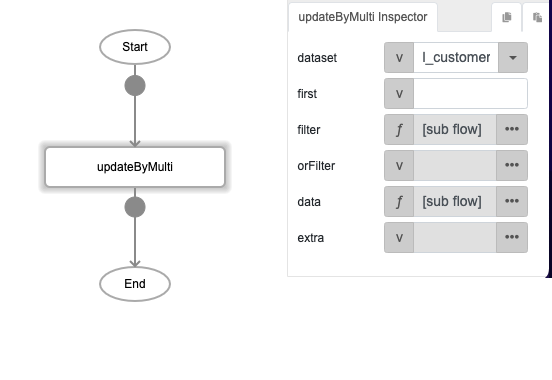 updateByMulti Inspector
Start
dataset
v
l_customer
first
v
filter
ƒ
[sub flow]
•••
updateByMulti
orFilter
v
•••
data
ƒ
[sub flow]
•••
extra
v
•••
End